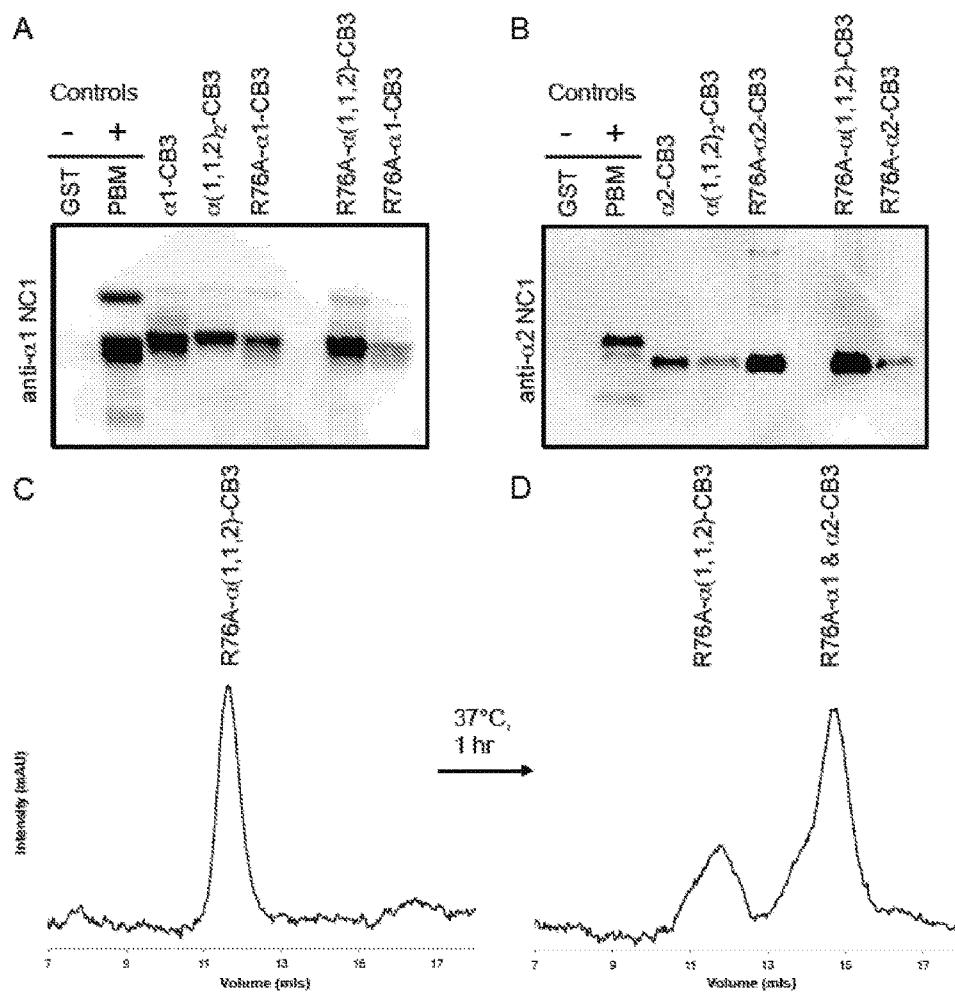 A
Controls
- +
GST
PBM
α1-CB3
α(1,1,2)₂-CB3
R76A-α1-CB3
R76A-α(1,1,2)-CB3
R76A-α1-CB3
anti-α1 NC1
B
Controls
- +
GST
PBM
α2-CB3
α(1,1,2)₂-CB3
R76A-α2-CB3
R76A-α(1,1,2)-CB3
R76A-α2-CB3
anti-α2 NC1
C
R76A-α(1,1,2)-CB3
Intensity (mAU)
7 9 11 13 15 17
Volume (mls)
37°C,
1 hr
D
R76A-α(1,1,2)-CB3
R76A-α1 & α2-CB3
7 9 11 13 15 17
Volume (mls)